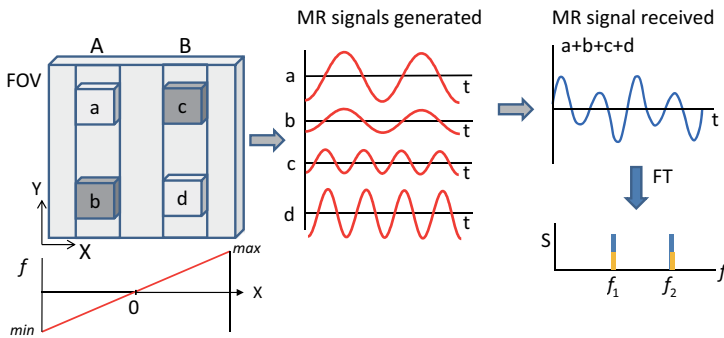 MR signals generated
MR signal received
A B
FOV
a c
b d
Y
X
a t
b t
c t
d t
a+b+c+d
t
FT
S
f1 f2 f
f
max
min
0
X